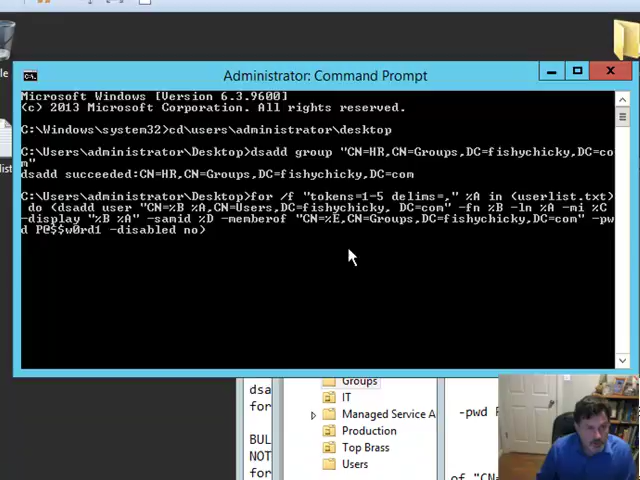 Administrator: Command Prompt
Microsoft Windows [Version 6.3.9600]
(c) 2013 Microsoft Corporation. All rights reserved.
C:\Windows\system32>cd\users\administrator\desktop
C:\Users\administrator\Desktop>dsadd group "CN=HR,CN=Groups,DC=fishychicky,DC=co
m"
dsadd succeeded:CN=HR,CN=Groups,DC=fishychicky,DC=com
C:\Users\administrator\Desktop>for /f "tokens=1-5 delims=," %A in (userlist.txt)
do (dsadd user "CN=%B %A,CN=Users,DC=fishychicky, DC=com" -fn %B -ln %A -mi %C
-display "%B %A" -samid %D -memberof "CN=%E,CN=Groups,DC=fishychicky,DC=com" -pw
d P@$$w0rd1 -disabled no)
Groups
IT
Managed Service A
Production
Top Brass
Users
dsa
for
BUL
NOT
for
-pwd
of "CN